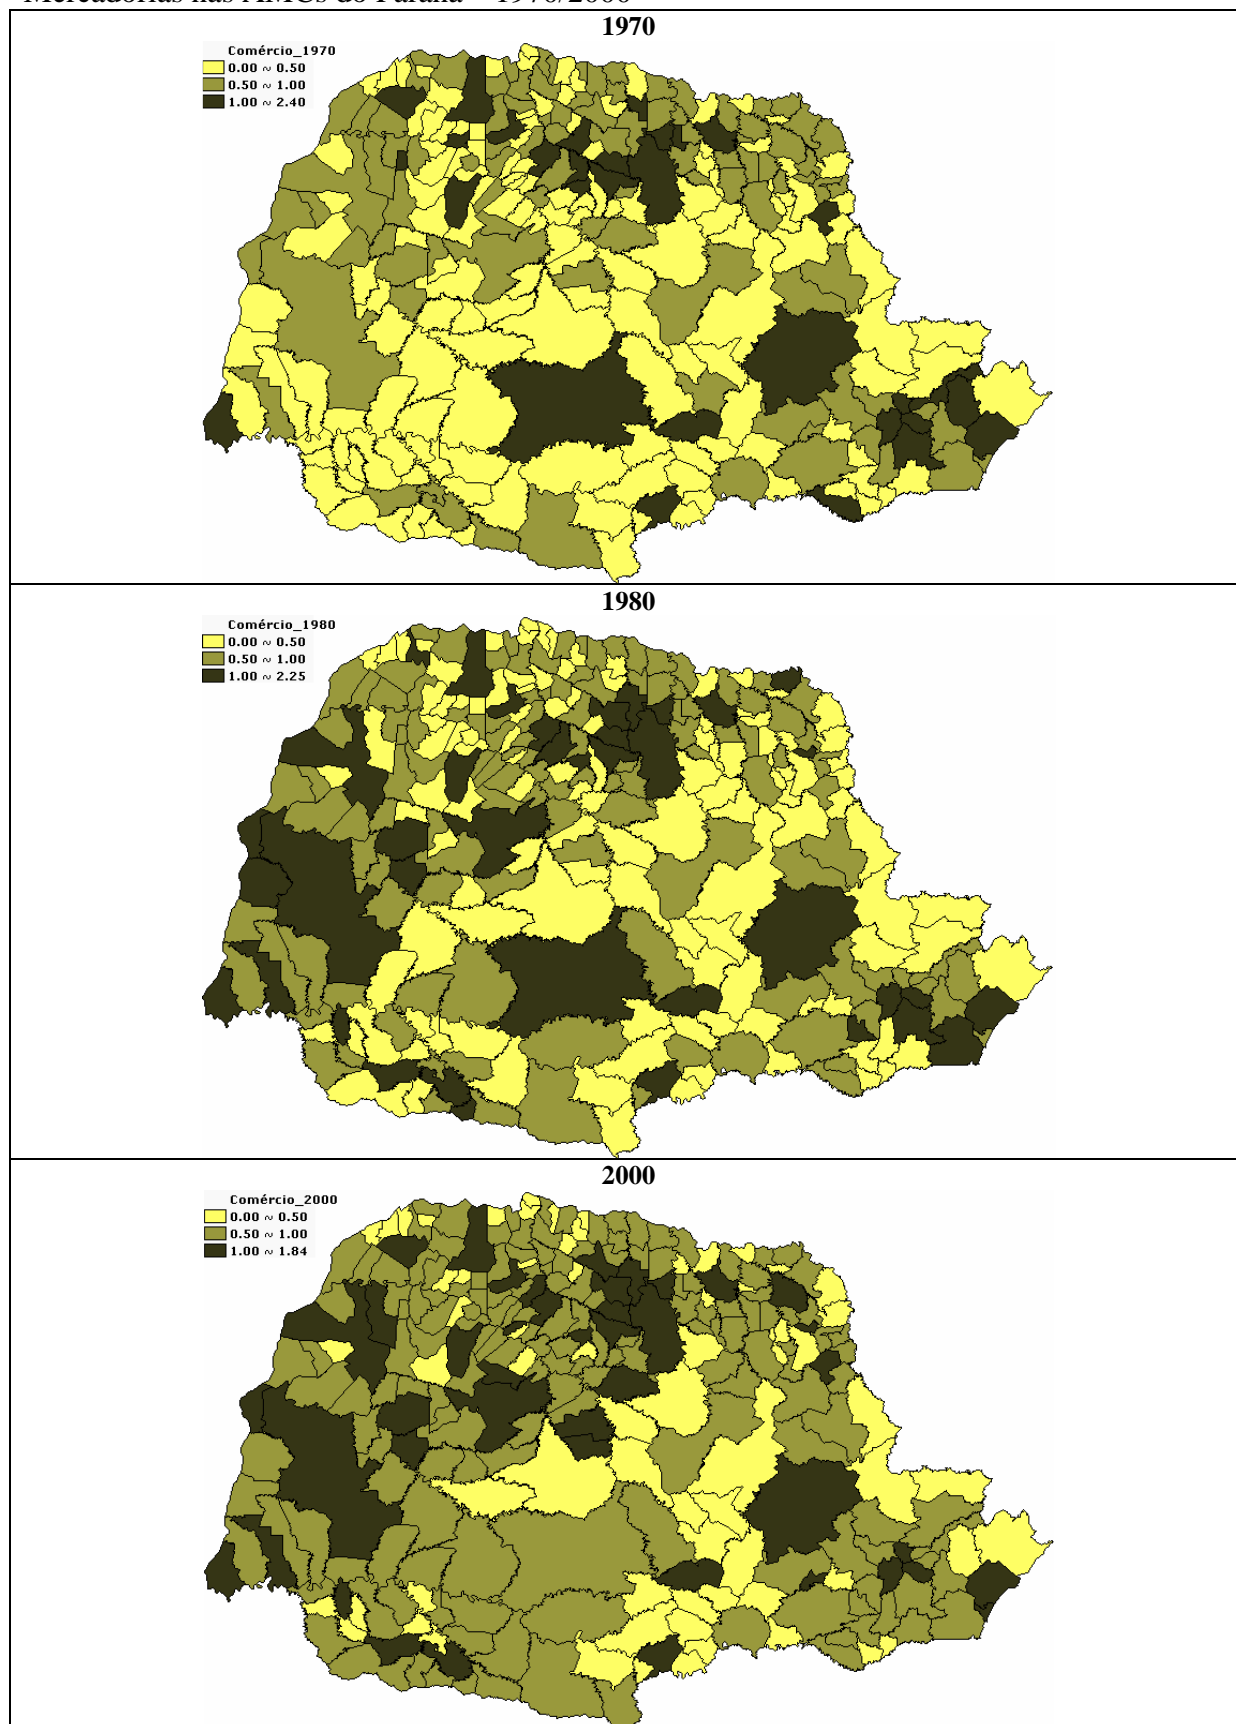 Mercadorias nas AMCs do Paraná – 1970/2000
1970
Comércio_1970
0.00 ~ 0.50
0.50 ~ 1.00
1.00 ~ 2.40
1980
Comércio_1980
0.00 ~ 0.50
0.50 ~ 1.00
1.00 ~ 2.25
2000
Comércio_2000
0.00 ~ 0.50
0.50 ~ 1.00
1.00 ~ 1.84